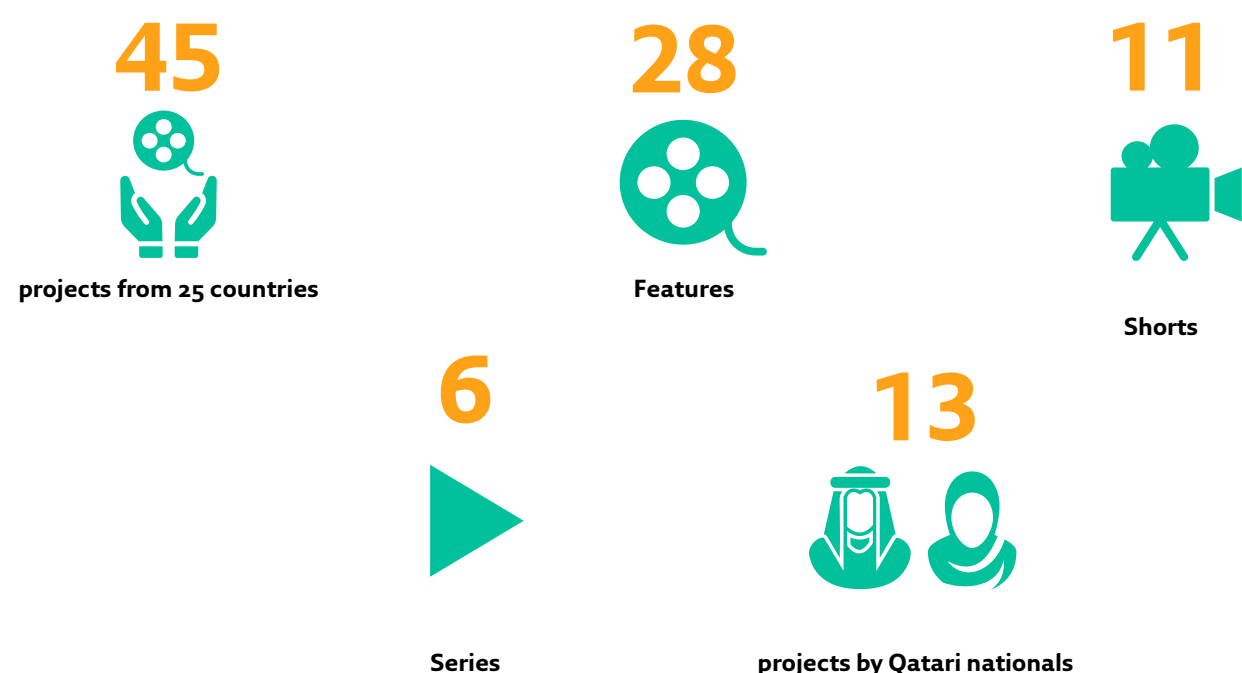 45
projects from 25 countries
28
Features
11
Shorts
6
Series
13
projects by Qatari nationals